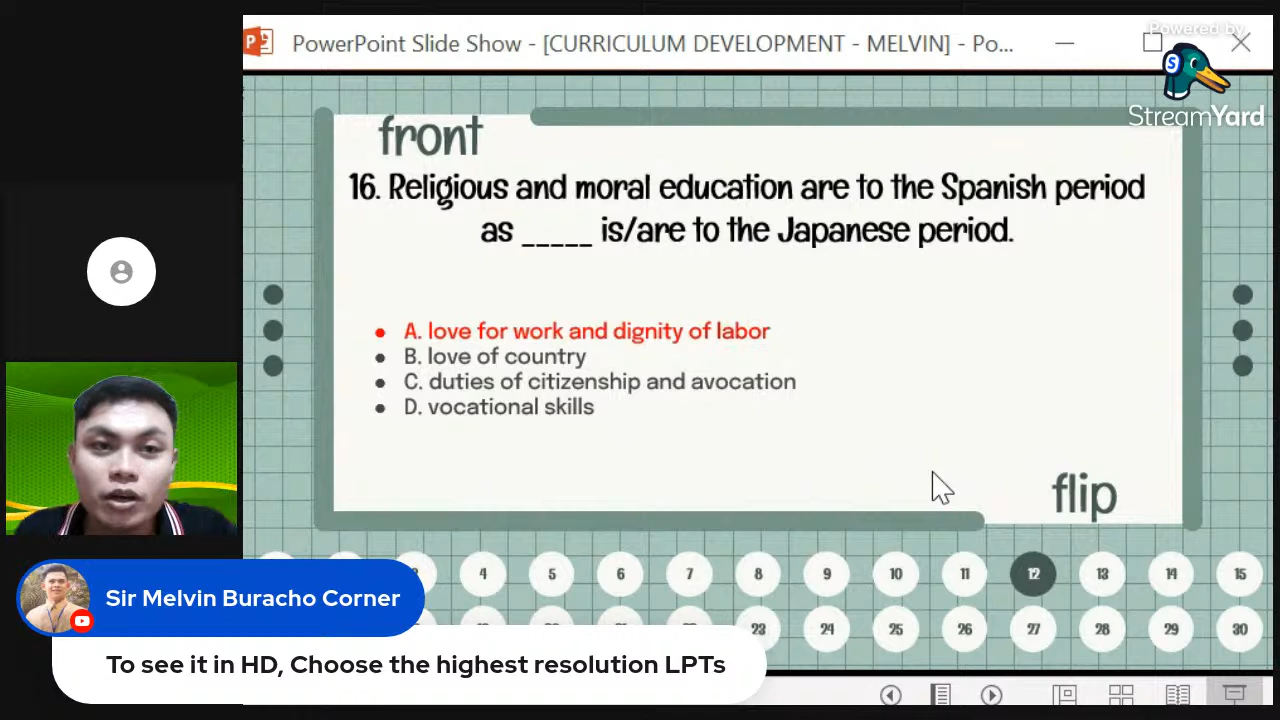 PowerPoint Slide Show - [CURRICULUM DEVELOPMENT - MELVIN] - Po...
Powered by
StreamYard
front
16. Religious and moral education are to the Spanish period
as _____ is/are to the Japanese period.
A. love for work and dignity of labor
B. love of country
C. duties of citizenship and avocation
D. vocational skills
flip
4 5 6 7 8 9 10 11 12 13 14 15
23 24 25 26 27 28 29 30
Sir Melvin Buracho Corner
To see it in HD, Choose the highest resolution LPTs